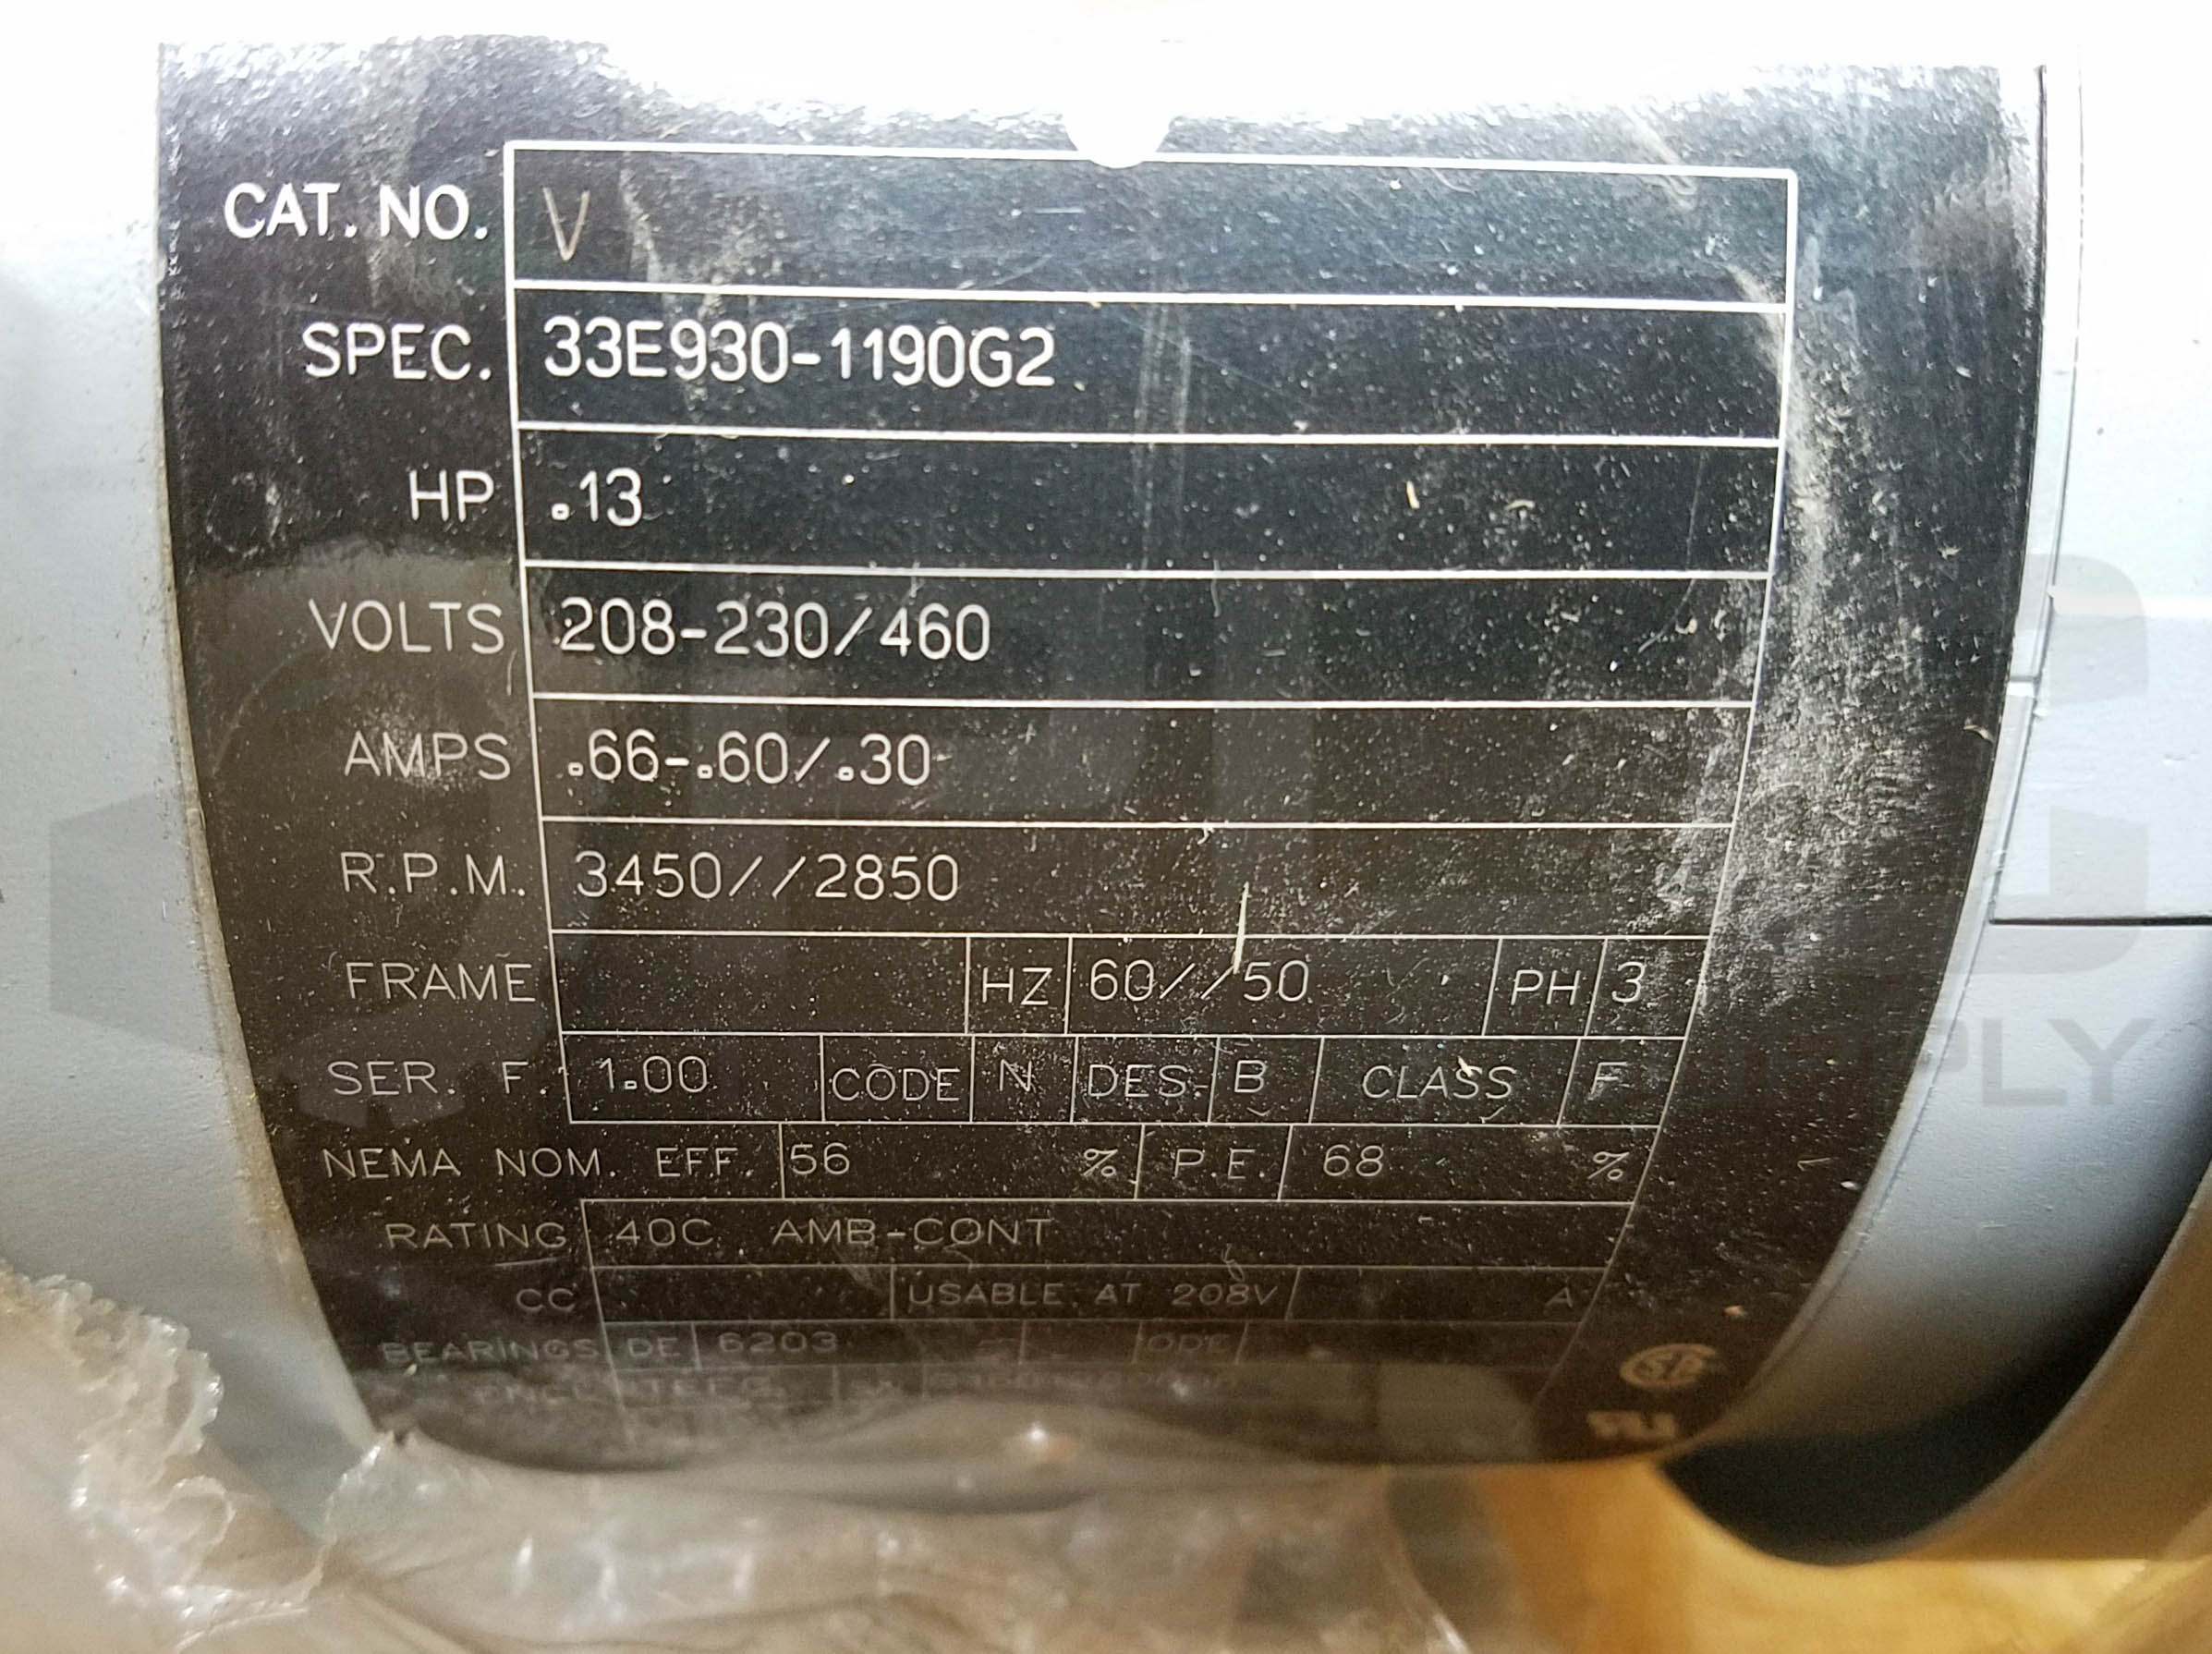 CAT. NO. V
SPEC. 33E930-1190G2
HP .13
VOLTS 208-230/460
AMPS .66-.60/.30
R.P.M. 3450//2850
FRAME HZ 60//50 PH 3
SER. F. 1.00 CODE N DES. B CLASS F
NEMA NOM. EFF. 56 % P.F. 68 %
RATING 40C AMB-CONT
CC USABLE AT 208V A
BEARINGS DE 6203 ODE